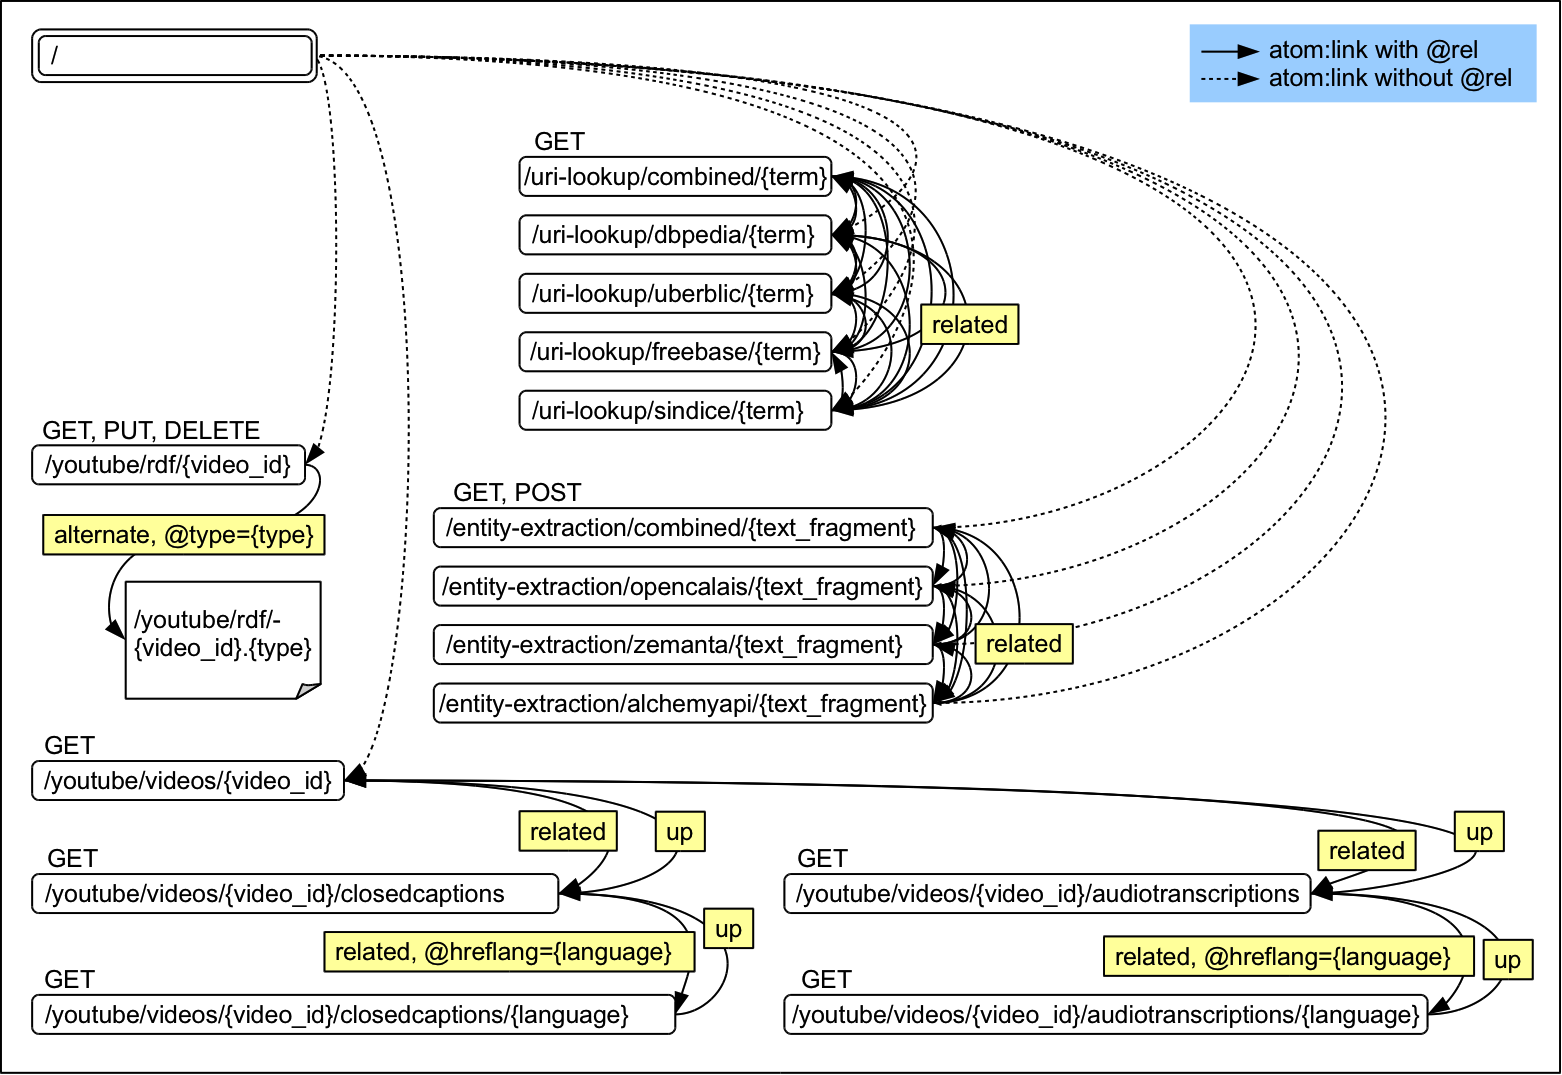 /
atom:link with @rel
atom:link without @rel
GET
/uri-lookup/combined/{term}
/uri-lookup/dbpedia/{term}
/uri-lookup/uberblic/{term}
related
/uri-lookup/freebase/{term}
/uri-lookup/sindice/{term}
GET, PUT, DELETE
/youtube/rdf/{video_id}
alternate, @type={type}
/youtube/rdf/-
{video_id}.{type}
GET, POST
/entity-extraction/combined/{text_fragment}
/entity-extraction/opencalais/{text_fragment}
/entity-extraction/zemanta/{text_fragment}
related
/entity-extraction/alchemyapi/{text_fragment}
GET
/youtube/videos/{video_id}
related
up
GET
/youtube/videos/{video_id}/closedcaptions
up
related, @hreflang={language}
GET
/youtube/videos/{video_id}/closedcaptions/{language}
up
related
GET
/youtube/videos/{video_id}/audiotranscriptions
related, @hreflang={language}
up
GET
/youtube/videos/{video_id}/audiotranscriptions/{language}